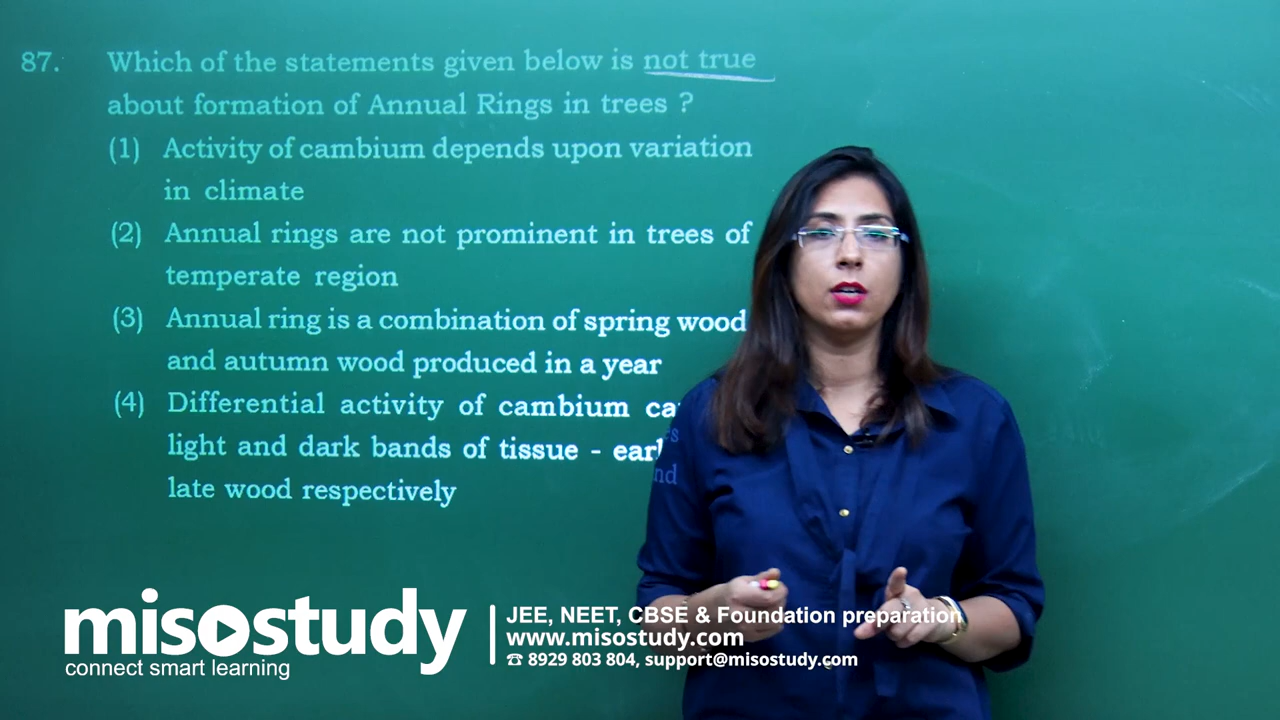 87. Which of the statements given below is not true
about formation of Annual Rings in trees ?
(1) Activity of cambium depends upon variation
in climate
(2) Annual rings are not prominent in trees of
temperate region
(3) Annual ring is a combination of spring wood
and autumn wood produced in a year
(4) Differential activity of cambium
light and dark bands of tissue -
late wood respectively
misostudy
connect smart learning
JEE, NEET, CBSE & Foundation preparation
www.misostudy.com
☎ 8929 803 804, support@misostudy.com